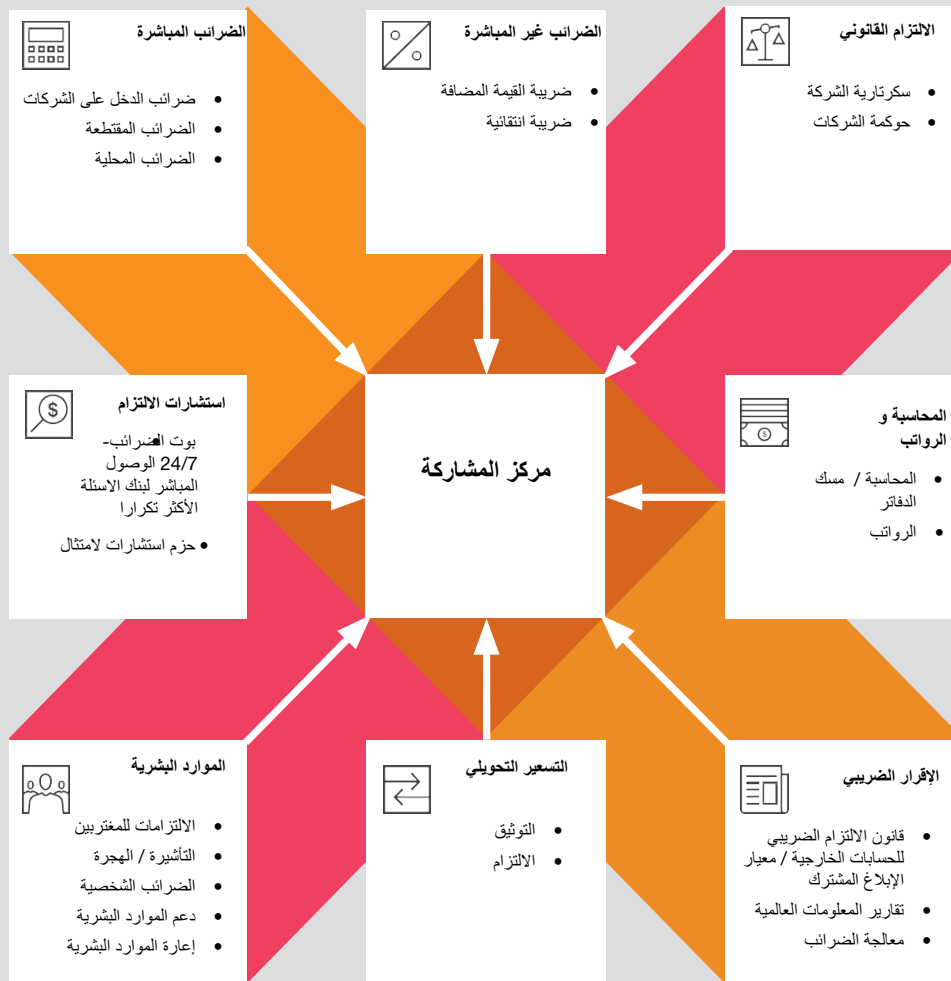 الالتزام القانوني
• سكرتارية الشركة
• حوكمة الشركات
الضرائب غير المباشرة
• ضريبة القيمة المضافة
• ضريبة انتقائية
الضرائب المباشرة
• ضرائب الدخل على الشركات
• الضرائب المقتطعة
• الضرائب المحلية
المحاسبة و
الرواتب
• المحاسبة / مسك
الدفاتر
• الرواتب
مركز المشاركة
استشارات الالتزام
• بوت الضرائب-
24/7 الوصول
المباشر لبنك الاسئلة
الأكثر تكرارا
• حزم استشارات لامتثال
الإقرار الضريبي
• قانون الالتزام الضريبي
للحسابات الخارجية / معيار
الإبلاغ المشترك
• تقارير المعلومات العالمية
• معالجة الضرائب
التسعير التحويلي
• التوثيق
• الالتزام
الموارد البشرية
• الالتزامات للمغتربين
• التأشيرة / الهجرة
• الضرائب الشخصية
• دعم الموارد البشرية
• إعارة الموارد البشرية